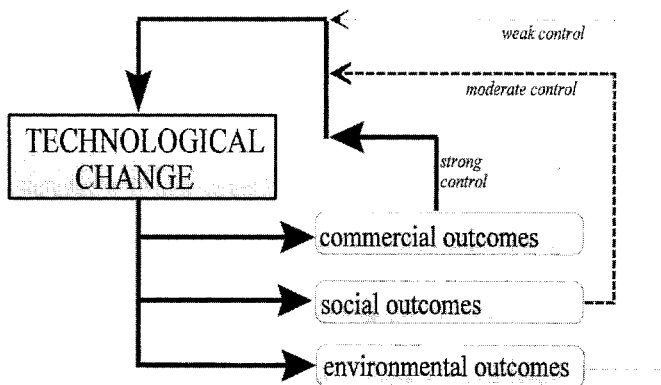 weak control
moderate control
TECHNOLOGICAL
CHANGE
strong
control
commercial outcomes
social outcomes
environmental outcomes